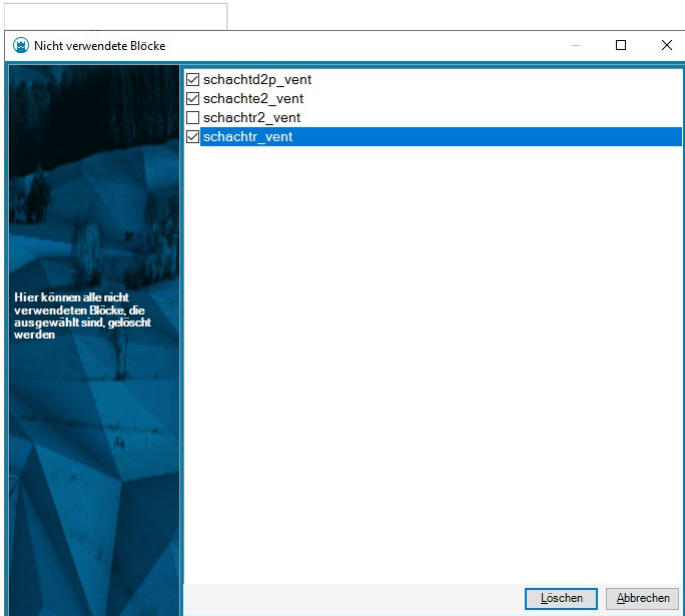 Nicht verwendete Blöcke
schachtd2p_vent
schachte2_vent
schachtr2_vent
schachtr_vent
Hier können alle nicht
verwendeten Blöcke, die
ausgewählt sind, gelöscht
werden
Löschen
Abbrechen